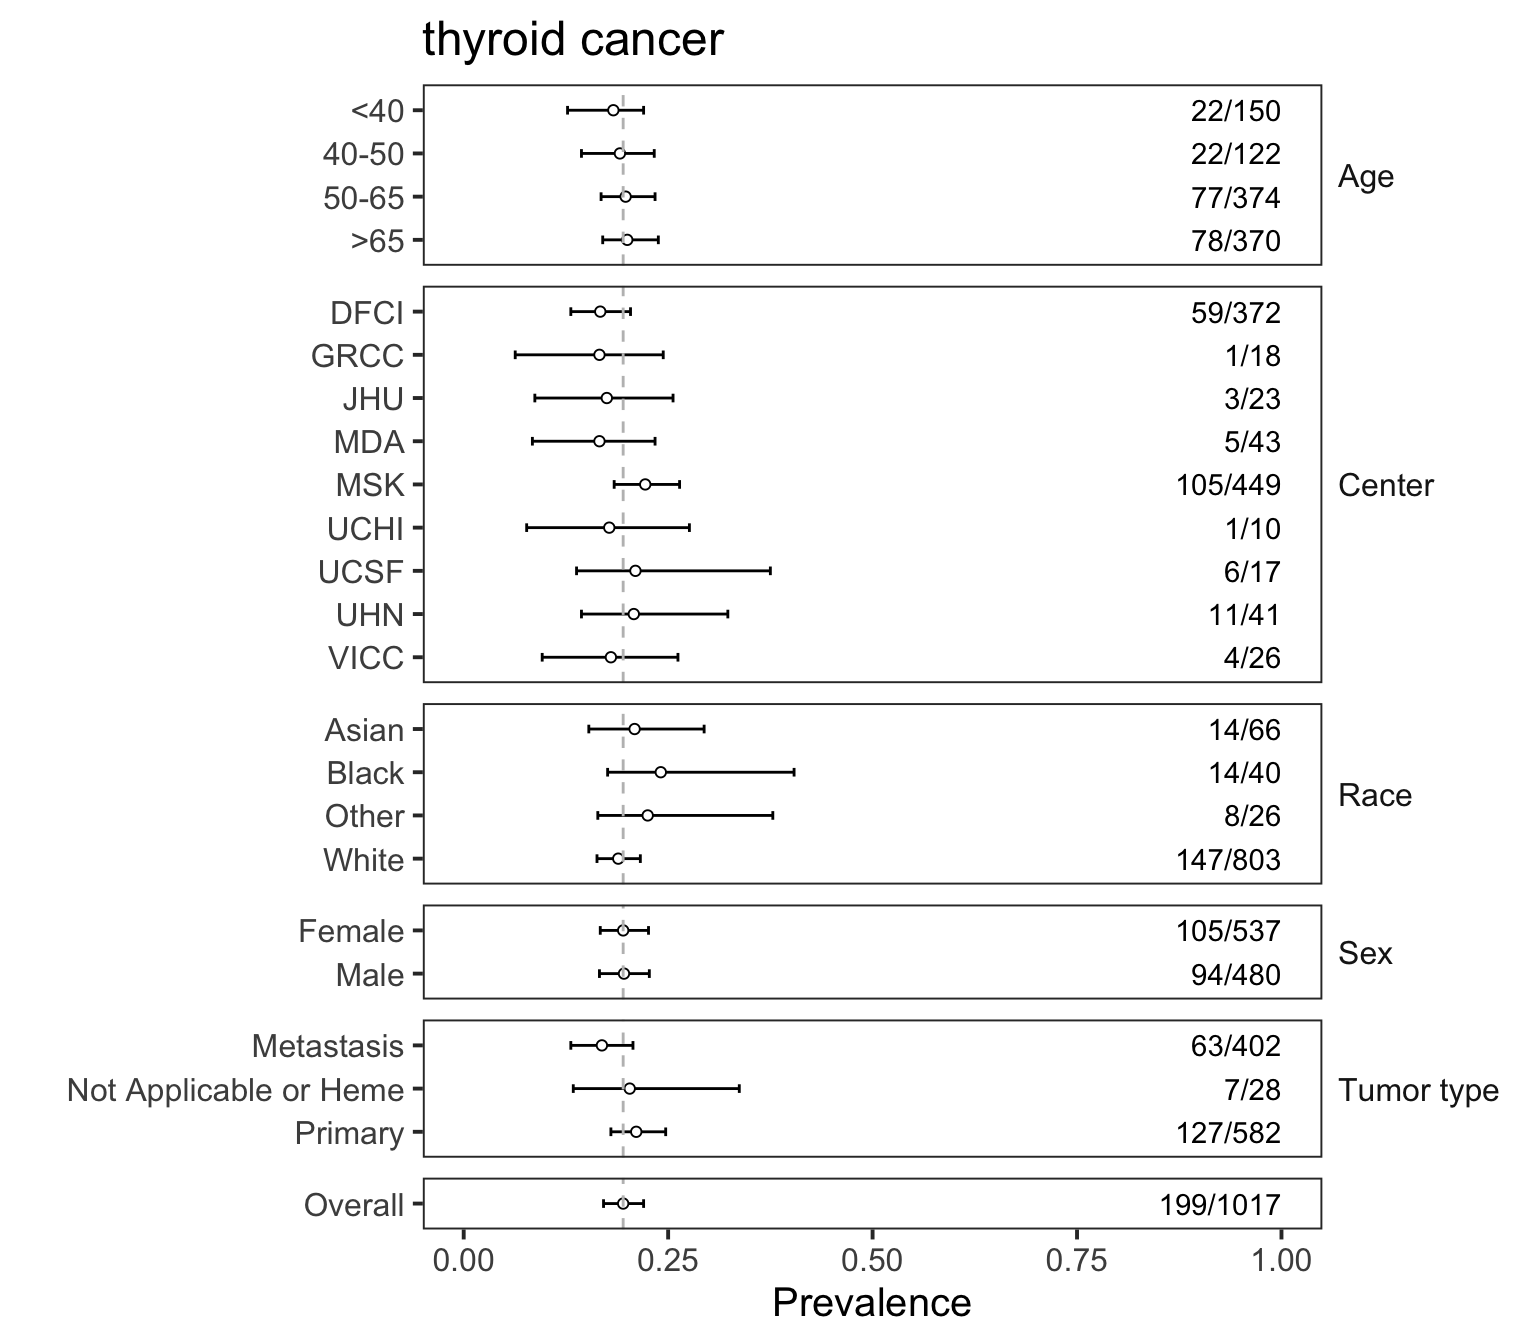 thyroid cancer
<40 22/150
40-50 22/122
Age
50-65 77/374
>65 78/370
DFCI 59/372
GRCC 1/18
JHU 3/23
MDA 5/43
MSK 105/449 Center
UCHI 1/10
UCSF 6/17
UHN 11/41
VICC 4/26
Asian 14/66
Black 14/40
Race
Other 8/26
White 147/803
Female 105/537
Sex
Male 94/480
Metastasis 63/402
Not Applicable or Heme 7/28 Tumor type
Primary 127/582
Overall 199/1017
0.00 0.25 0.50 0.75 1.00
Prevalence